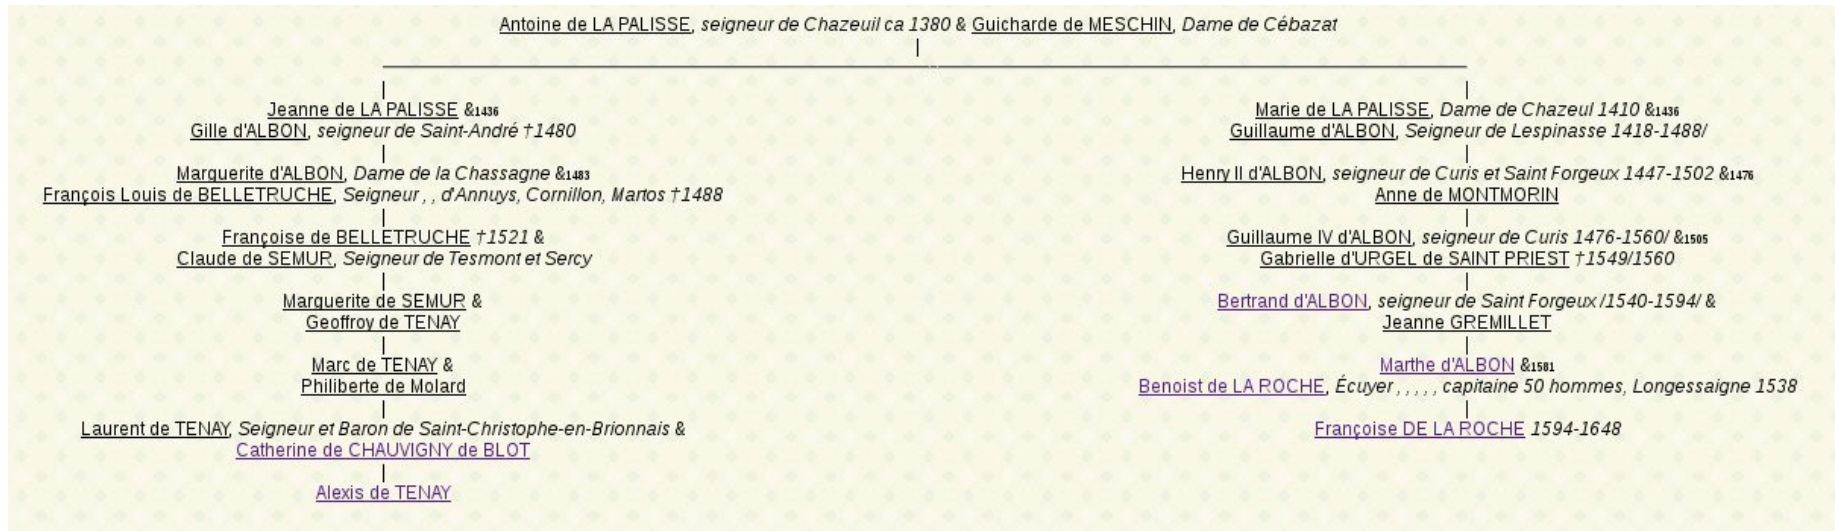 Antoine de LA PALISSE, seigneur de Chazeuil ca 1380 & Guicharde de MESCHIN, Dame de Cébazat
Jeanne de LA PALISSE &1436
Gille d'ALBON, seigneur de Saint-André †1480
Marguerite d'ALBON, Dame de la Chassagne &1483
François Louis de BELLETRUCHE, Seigneur , , d'Annuys, Cornillon, Martos †1488
Françoise de BELLETRUCHE †1521 &
Claude de SEMUR, Seigneur de Tesmont et Sercy
Marguerite de SEMUR &
Geoffroy de TENAY
Marc de TENAY &
Philiberte de Molard
Laurent de TENAY, Seigneur et Baron de Saint-Christophe-en-Brionnais &
Catherine de CHAUVIGNY de BLOT
Alexis de TENAY
Marie de LA PALISSE, Dame de Chazeul 1410 &1436
Guillaume d'ALBON, Seigneur de Lespinasse 1418-1488/
Henry II d'ALBON, seigneur de Curis et Saint Forgeux 1447-1502 &1476
Anne de MONTMORIN
Guillaume IV d'ALBON, seigneur de Curis 1476-1560/ &1505
Gabrielle d'URGEL de SAINT PRIEST †1549/1560
Bertrand d'ALBON, seigneur de Saint Forgeux /1540-1594/ &
Jeanne GREMILLET
Marthe d'ALBON &1581
Benoist de LA ROCHE, Écuyer , , , , , capitaine 50 hommes, Longessaigne 1538
Françoise DE LA ROCHE 1594-1648